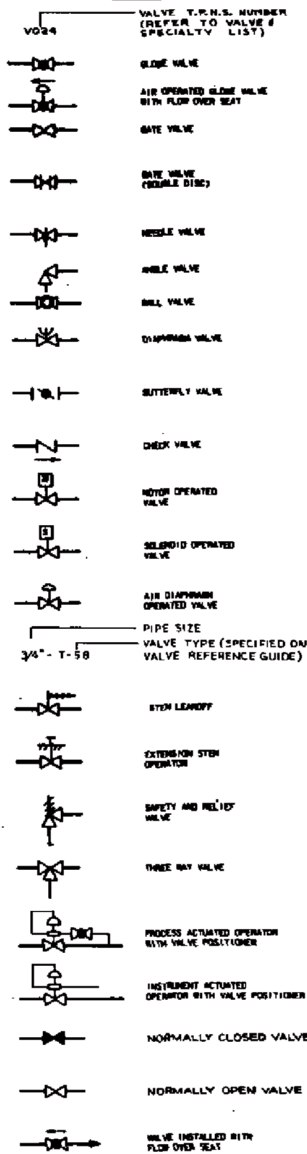 VALVE T.P.N.S. NUMBER
(REFER TO VALVE &
SPECIALTY LIST)
V024
GLOBE VALVE
AIR OPERATED GLOBE VALVE
WITH FLOW OVER SEAT
GATE VALVE
GATE VALVE
(DOUBLE DISC)
NEEDLE VALVE
ANGLE VALVE
BALL VALVE
DIAPHRAGM VALVE
BUTTERFLY VALVE
CHECK VALVE
M
MOTOR OPERATED
VALVE
S
SOLENOID OPERATED
VALVE
AIR DIAPHRAGM
OPERATED VALVE
PIPE SIZE
3/4" - T-58
VALVE TYPE (SPECIFIED ON
VALVE REFERENCE GUIDE)
STEM LEAKOFF
EXTENSION STEM
OPERATOR
SAFETY AND RELIEF
VALVE
THREE WAY VALVE
PROCESS ACTUATED OPERATOR
WITH VALVE POSITIONER
INSTRUMENT ACTUATED
OPERATOR WITH VALVE POSITIONER
NORMALLY CLOSED VALVE
NORMALLY OPEN VALVE
VALVE INSTALLED WITH
FLOW OVER SEAT